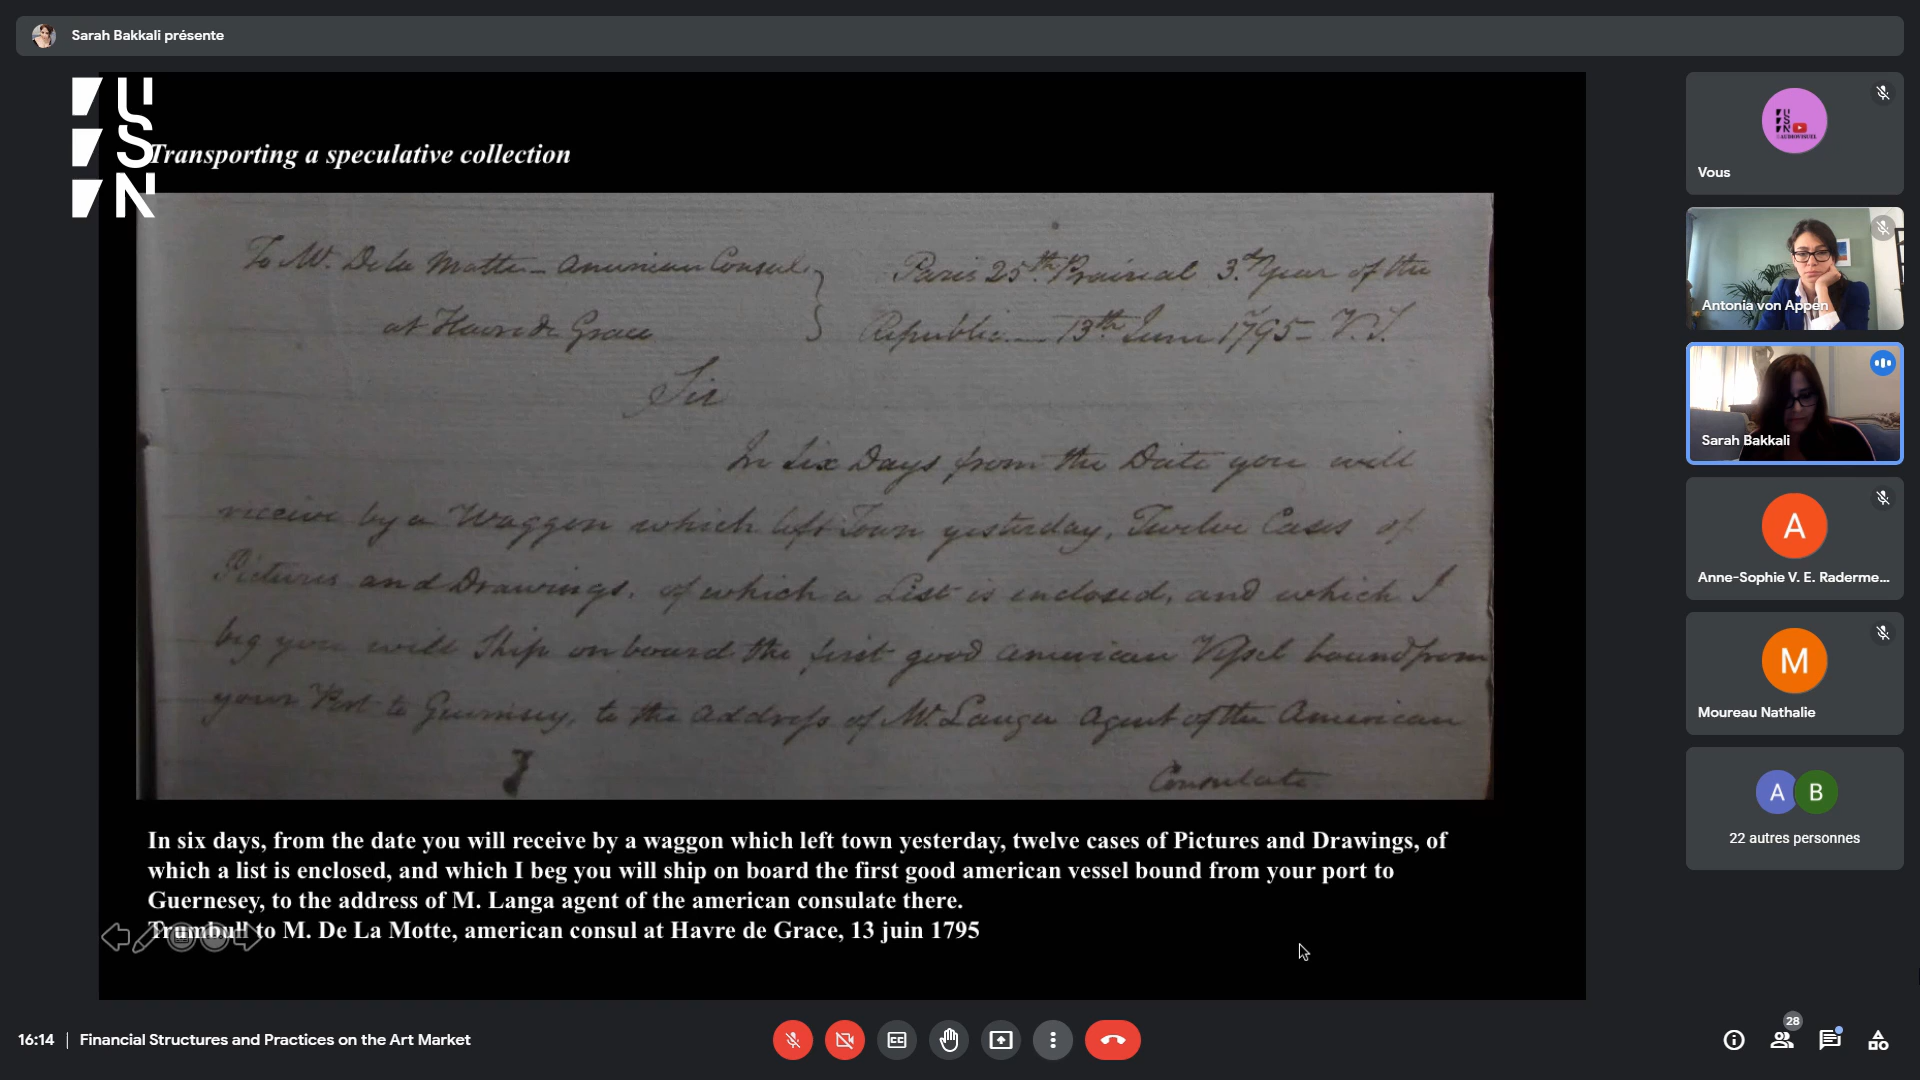 Sarah Bakkali présente
USN
Transporting a speculative collection
To Mr. De la Motte - American Consul
at Havre de Grace
Paris 25th Prairial 3.d Year of the
Republic 13th June 1795 - V.S.
Sir
In Six Days from the Date you will
receive by a Waggon which left Town yesterday, Twelve Cases of
Pictures and Drawings, of which a List is enclosed, and which I
beg you will Ship on board the first good american Vessel bound from
your Port to Guernsey, to the address of Mr. Langa Agent of the American
Consulate
In six days, from the date you will receive by a waggon which left town yesterday, twelve cases of Pictures and Drawings, of
which a list is enclosed, and which I beg you will ship on board the first good american vessel bound from your port to
Guernesey, to the address of M. Langa agent of the american consulate there.
Trumbull to M. De La Motte, american consul at Havre de Grace, 13 juin 1795
Vous
Antonia von Appen
Sarah Bakkali
A
Anne-Sophie V. E. Raderme...
M
Moureau Nathalie
A B
22 autres personnes
16:14 | Financial Structures and Practices on the Art Market
28